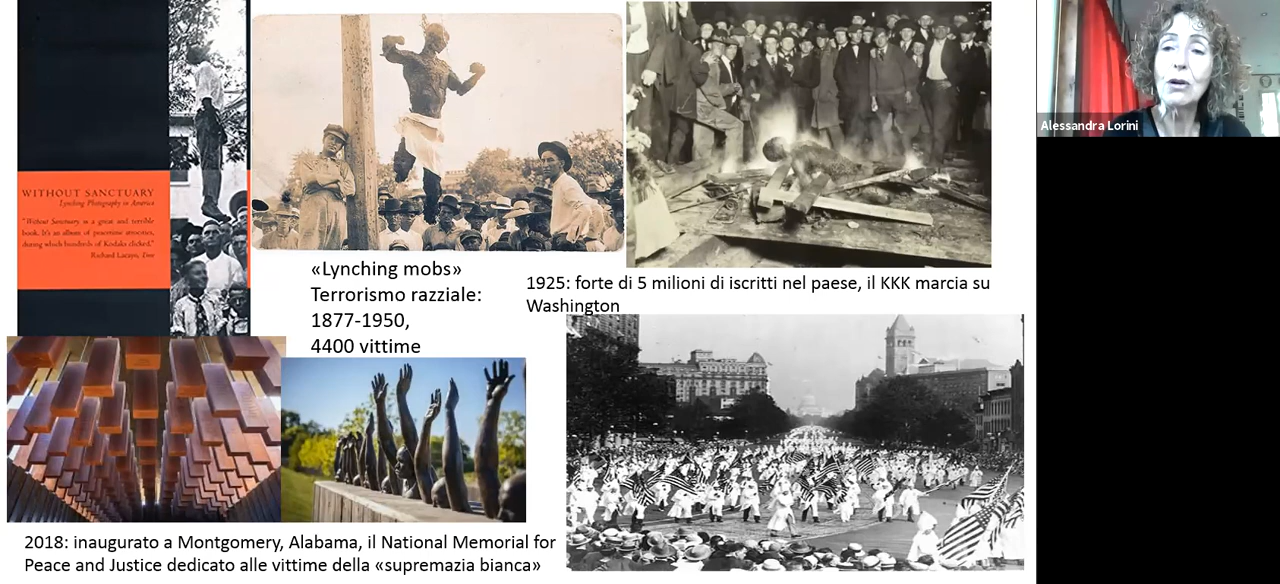 WITHOUT SANCTUARY
Lynching Photography in America
"Without Sanctuary is a great and terrible
book. It's an album of peacetime atrocities,
during which hundreds of Kodaks clicked."
Richard Lacayo, Time
«Lynching mobs»
Terrorismo razziale:
1877-1950,
4400 vittime
1925: forte di 5 milioni di iscritti nel paese, il KKK marcia su
Washington
2018: inaugurato a Montgomery, Alabama, il National Memorial for
Peace and Justice dedicato alle vittime della «supremazia bianca»
Alessandra Lorini